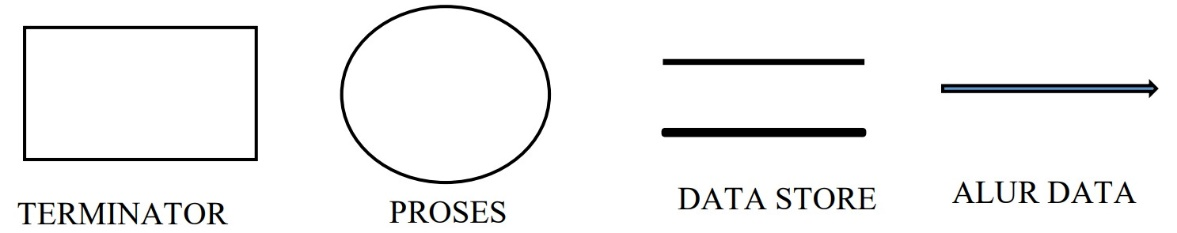 TERMINATOR
PROSES
DATA STORE
ALUR DATA